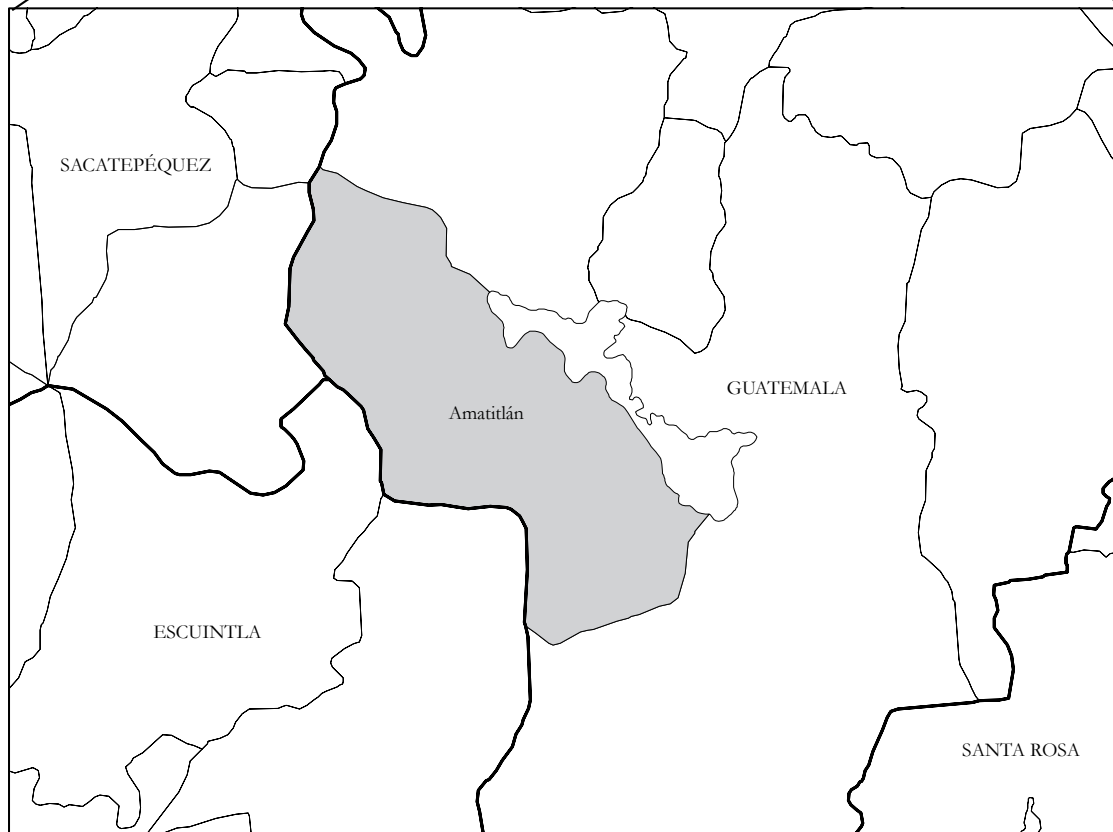 SACATEPÉQUEZ
GUATEMALA
Amatitlán
ESCUINTLA
SANTA ROSA